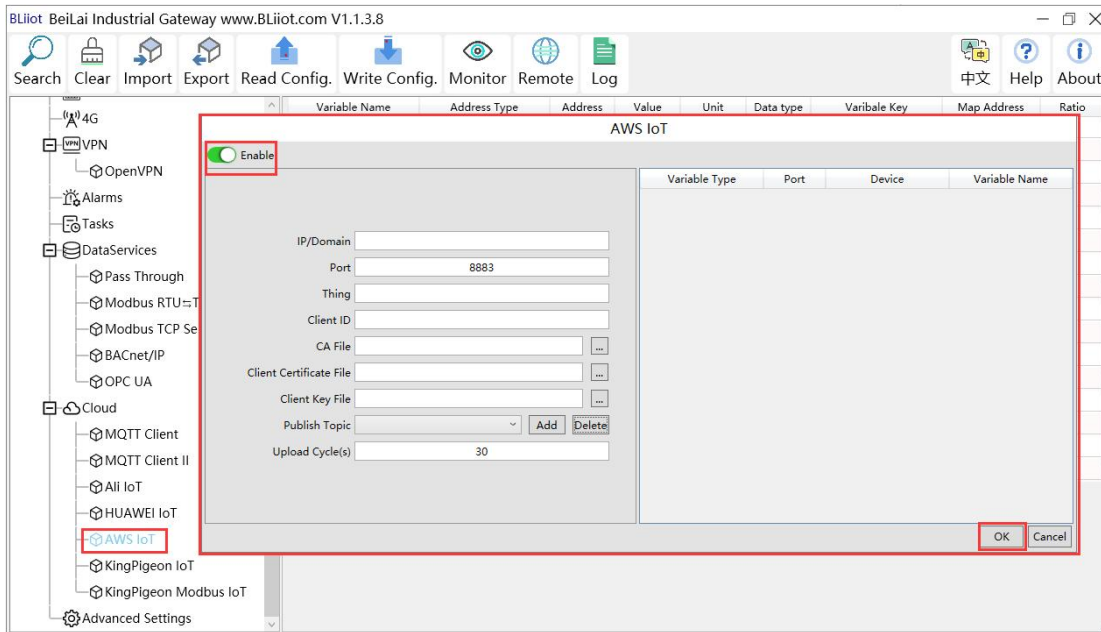 BLiiot BeiLai Industrial Gateway www.BLiiot.com V1.1.3.8
Search Clear Import Export Read Config. Write Config. Monitor Remote Log 中文 Help About
Variable Name Address Type Address Value Unit Data type Varibale Key Map Address Ratio
4G
VPN VPN
OpenVPN
Alarms
Tasks
DataServices
Pass Through
Modbus RTU⇆T
Modbus TCP Se
BACnet/IP
OPC UA
Cloud
MQTT Client
MQTT Client II
Ali IoT
HUAWEI IoT
AWS IoT
KingPigeon IoT
KingPigeon Modbus IoT
Advanced Settings
AWS IoT
Enable
IP/Domain
Port 8883
Thing
Client ID
CA File ...
Client Certificate File ...
Client Key File ...
Publish Topic Add Delete
Upload Cycle(s) 30
Variable Type Port Device Variable Name
OK Cancel